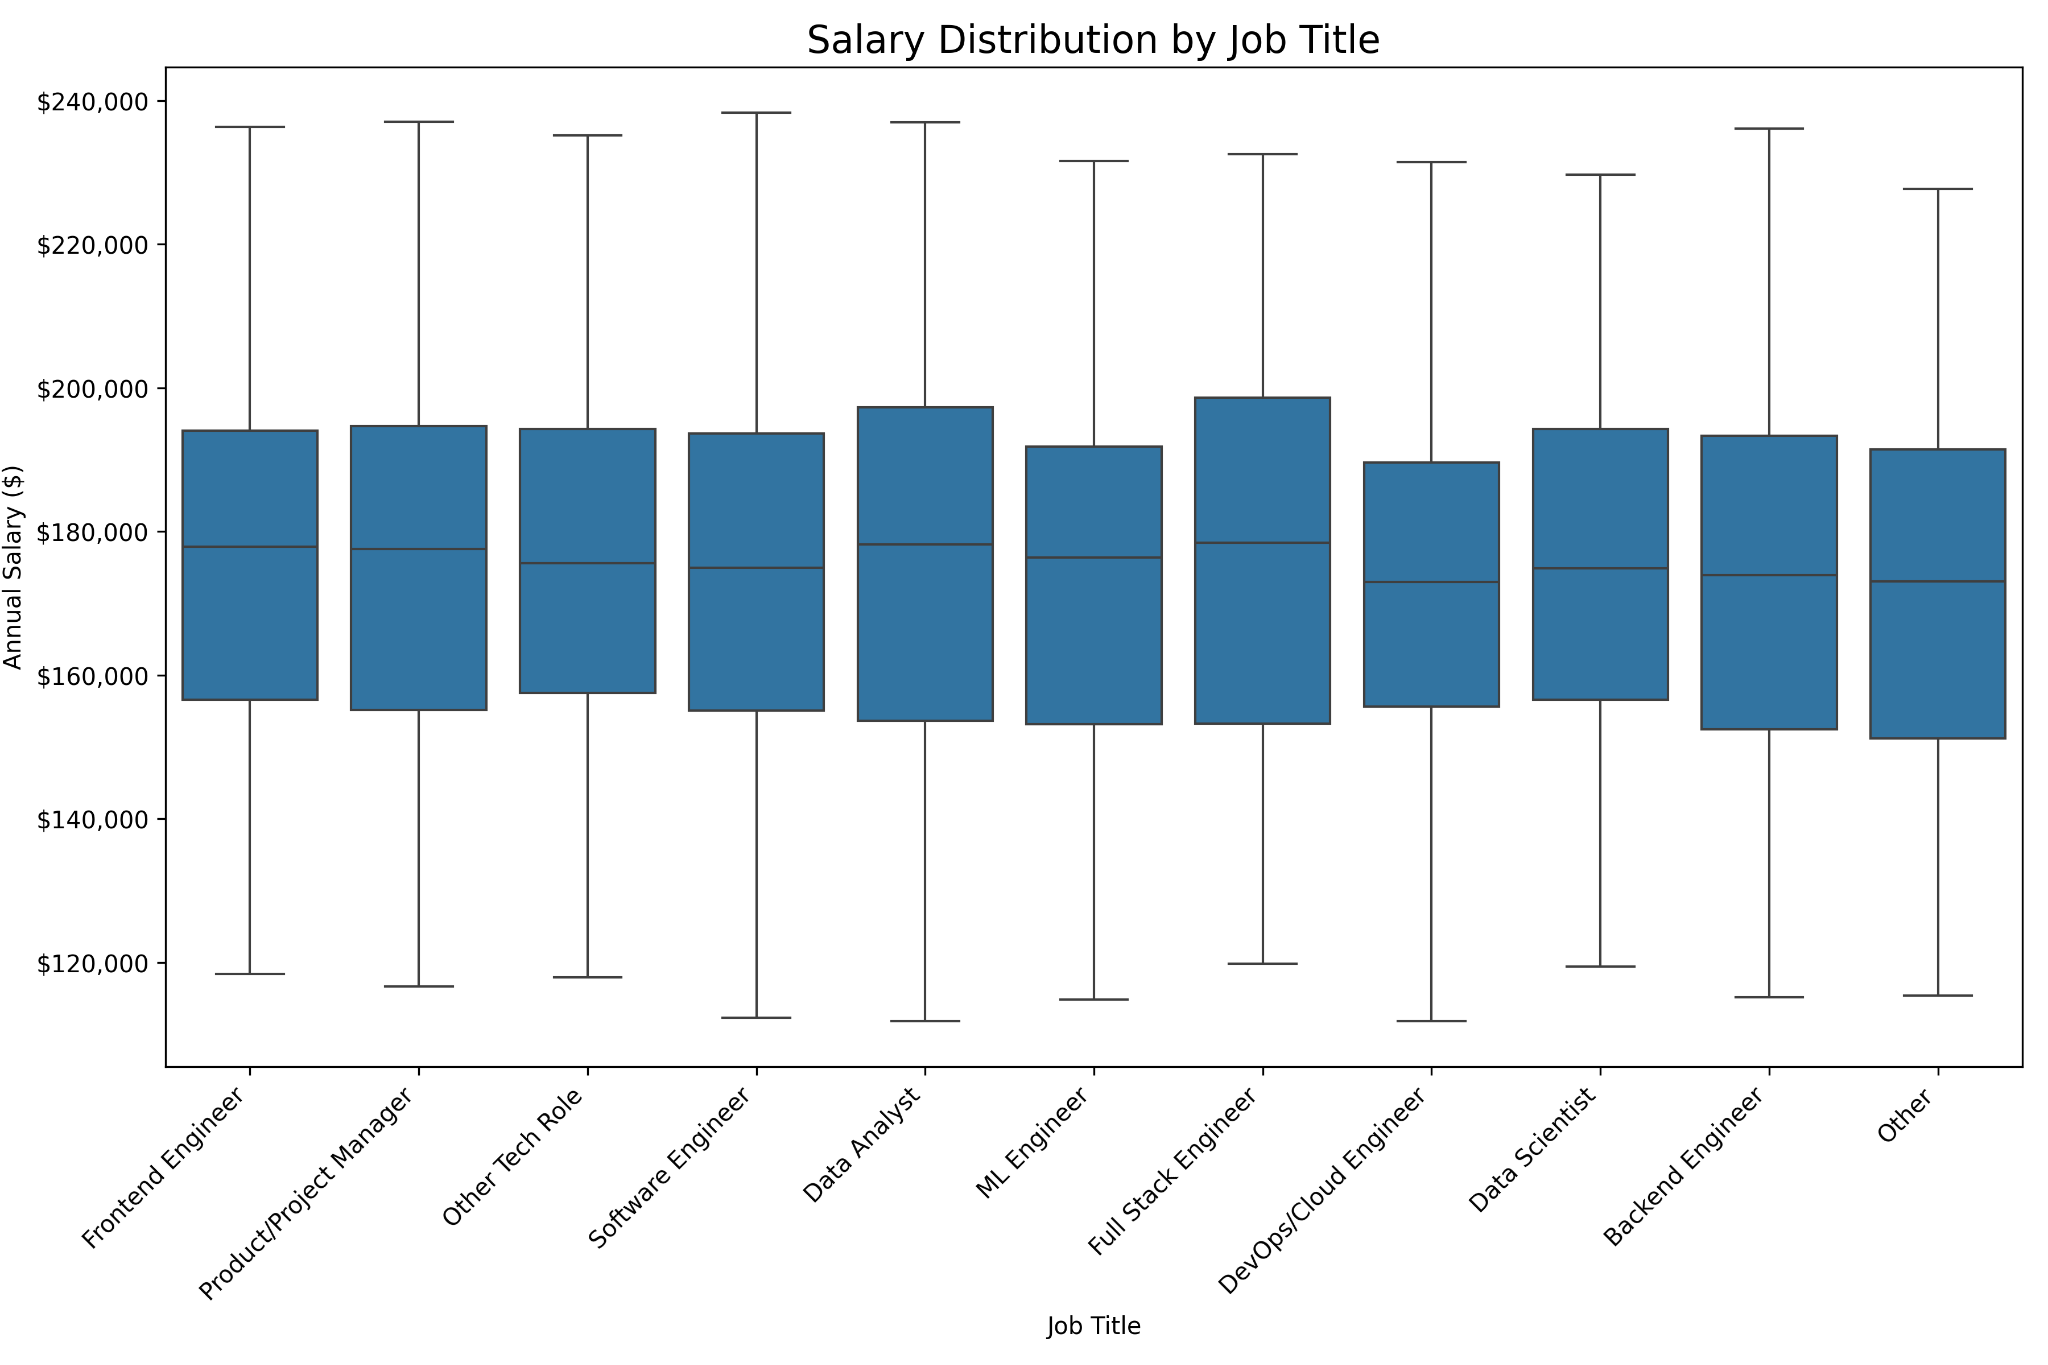 Salary Distribution by Job Title
$240,000
$220,000
$200,000
$180,000
$160,000
$140,000
$120,000
Annual Salary ($)
Frontend Engineer
Product/Project Manager
Other Tech Role
Software Engineer
Data Analyst
ML Engineer
Full Stack Engineer
DevOps/Cloud Engineer
Data Scientist
Backend Engineer
Other
Job Title